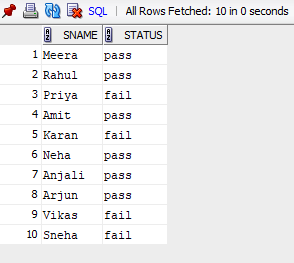 SQL | All Rows Fetched: 10 in 0 seconds
SNAME STATUS
1 Meera pass
2 Rahul pass
3 Priya fail
4 Amit pass
5 Karan fail
6 Neha pass
7 Anjali pass
8 Arjun pass
9 Vikas fail
10 Sneha fail